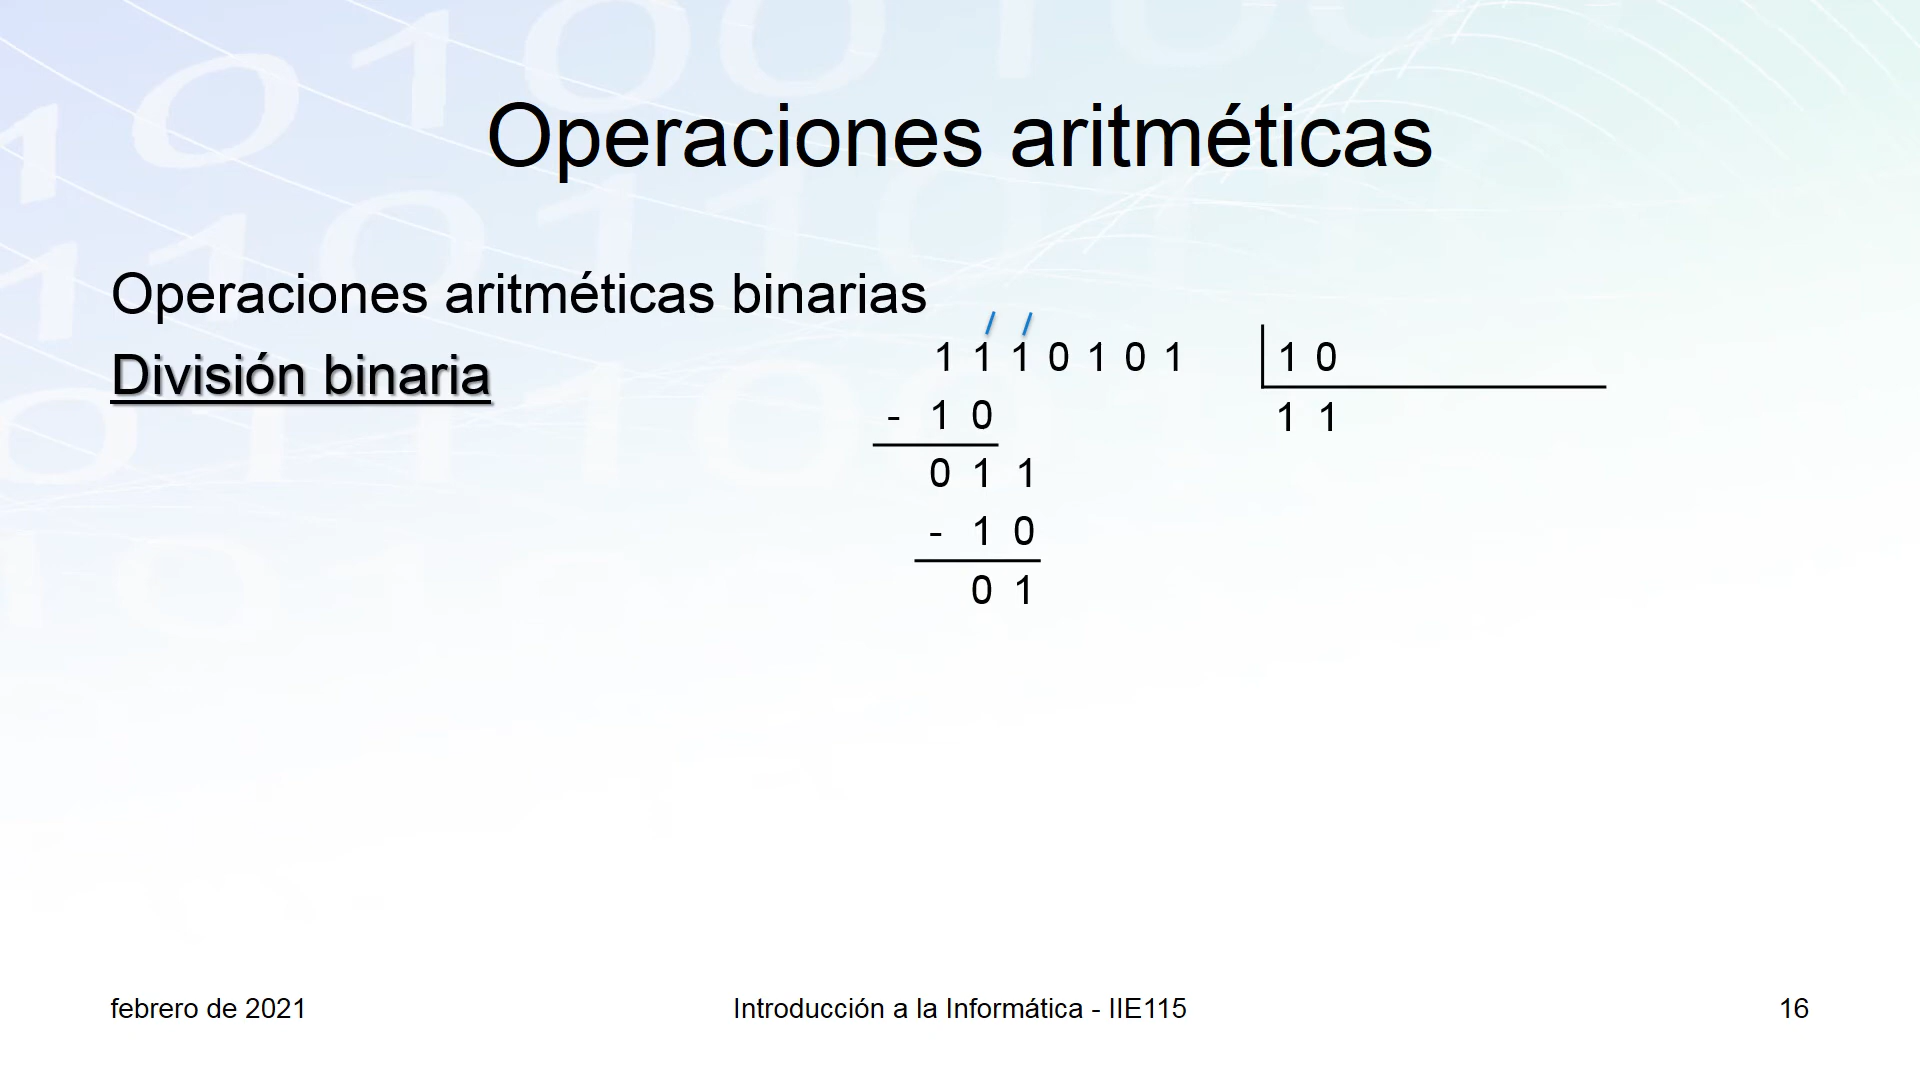 Operaciones aritméticas
Operaciones aritméticas binarias
División binaria
1 1 1 0 1 0 1 1 0
- 1 0 1 1
0 1 1
- 1 0
0 1
febrero de 2021 Introducción a la Informática - IIE115 16